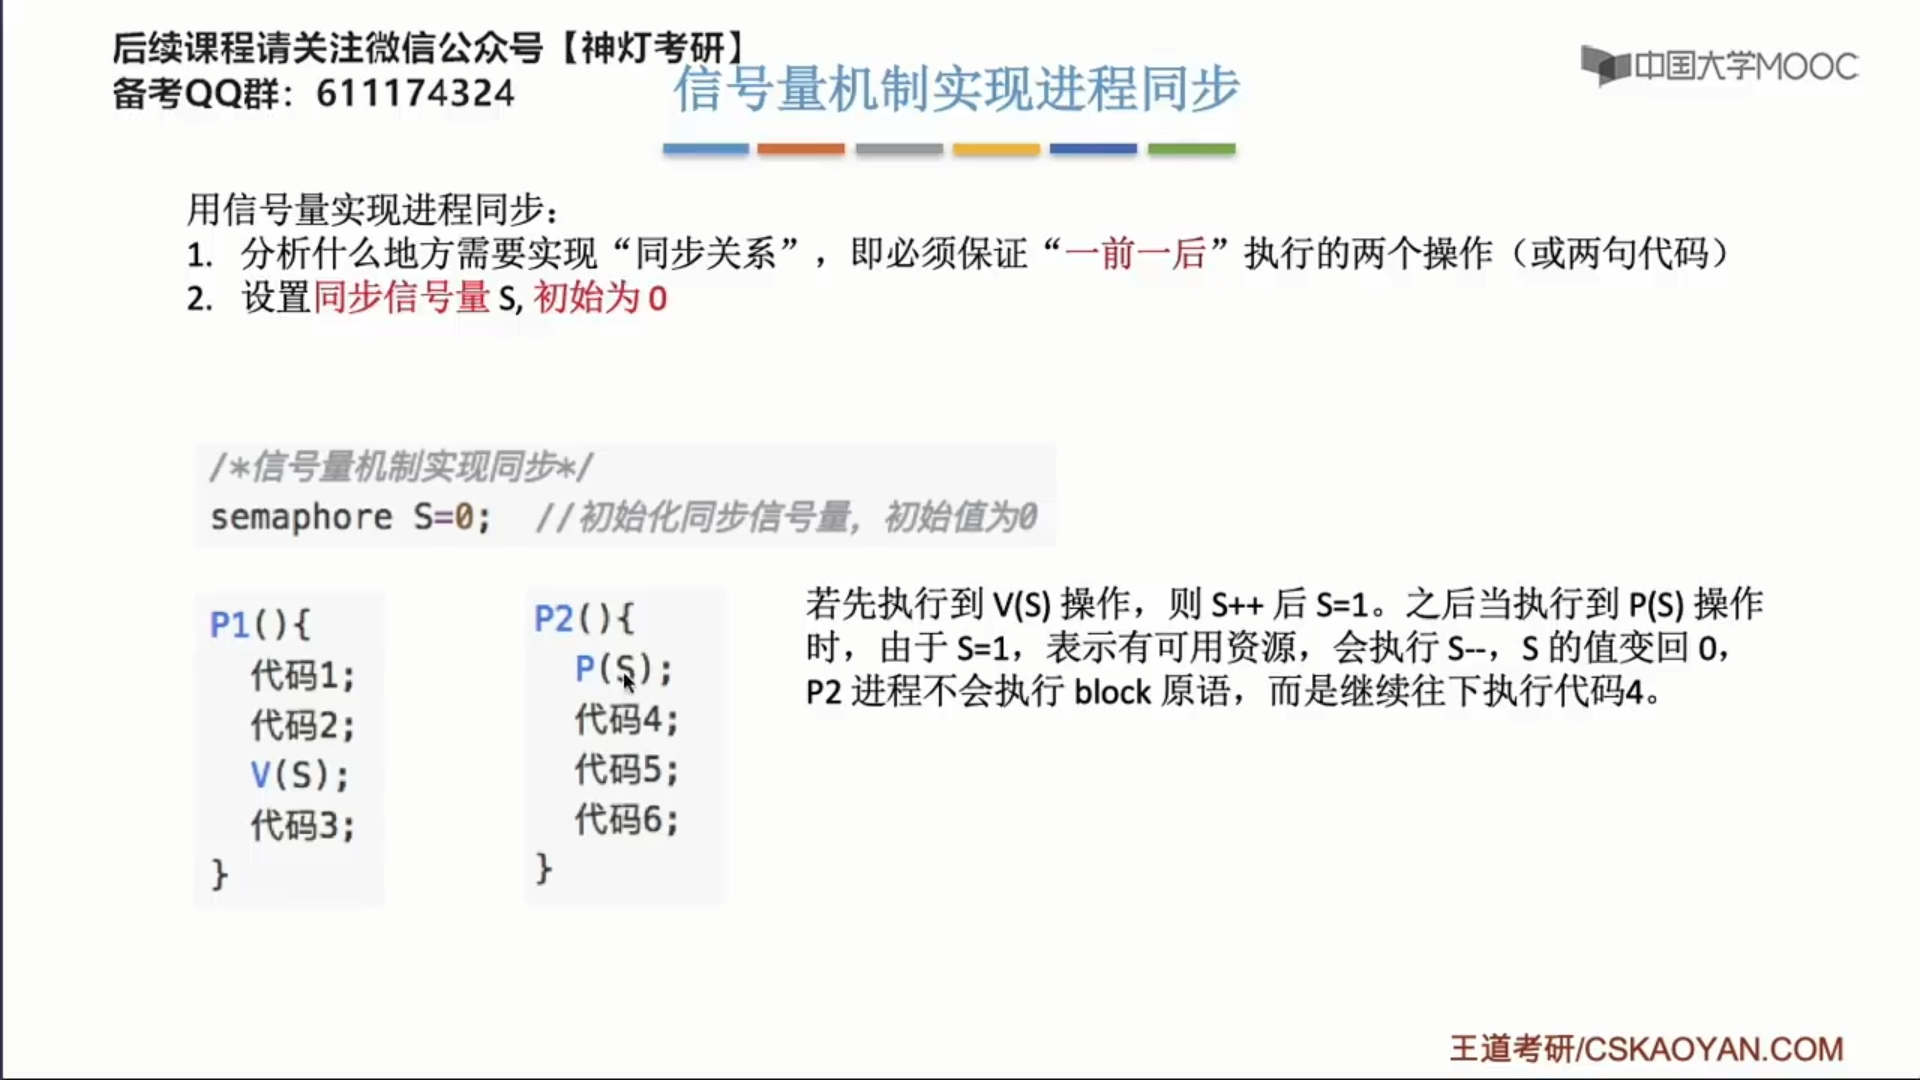 后续课程请关注微信公众号【神灯考研】
备考QQ群：611174324
信号量机制实现进程同步
中国大学MOOC
用信号量实现进程同步：
1. 分析什么地方需要实现“同步关系”，即必须保证“一前一后”执行的两个操作（或两句代码）
2. 设置同步信号量 S, 初始为 0
/*信号量机制实现同步*/
semaphore S=0; //初始化同步信号量，初始值为0
P1(){
代码1;
代码2;
V(S);
代码3;
}
P2(){
P(S);
代码4;
代码5;
代码6;
}
若先执行到 V(S) 操作，则 S++ 后 S=1。之后当执行到 P(S) 操作
时，由于 S=1，表示有可用资源，会执行 S--，S 的值变回 0，
P2 进程不会执行 block 原语，而是继续往下执行代码4。
王道考研/CSKAOYAN.COM